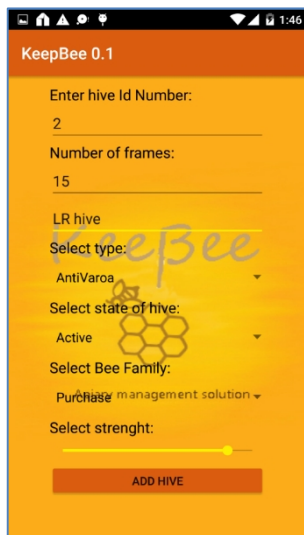 1:46
KeepBee 0.1
Enter hive Id Number:
2
Number of frames:
15
LR hive
KeepBee
Select type:
AntiVaroa
Select state of hive:
Active
Select Bee Family:
Purchase
Apiary management solution
Select strenght:
ADD HIVE